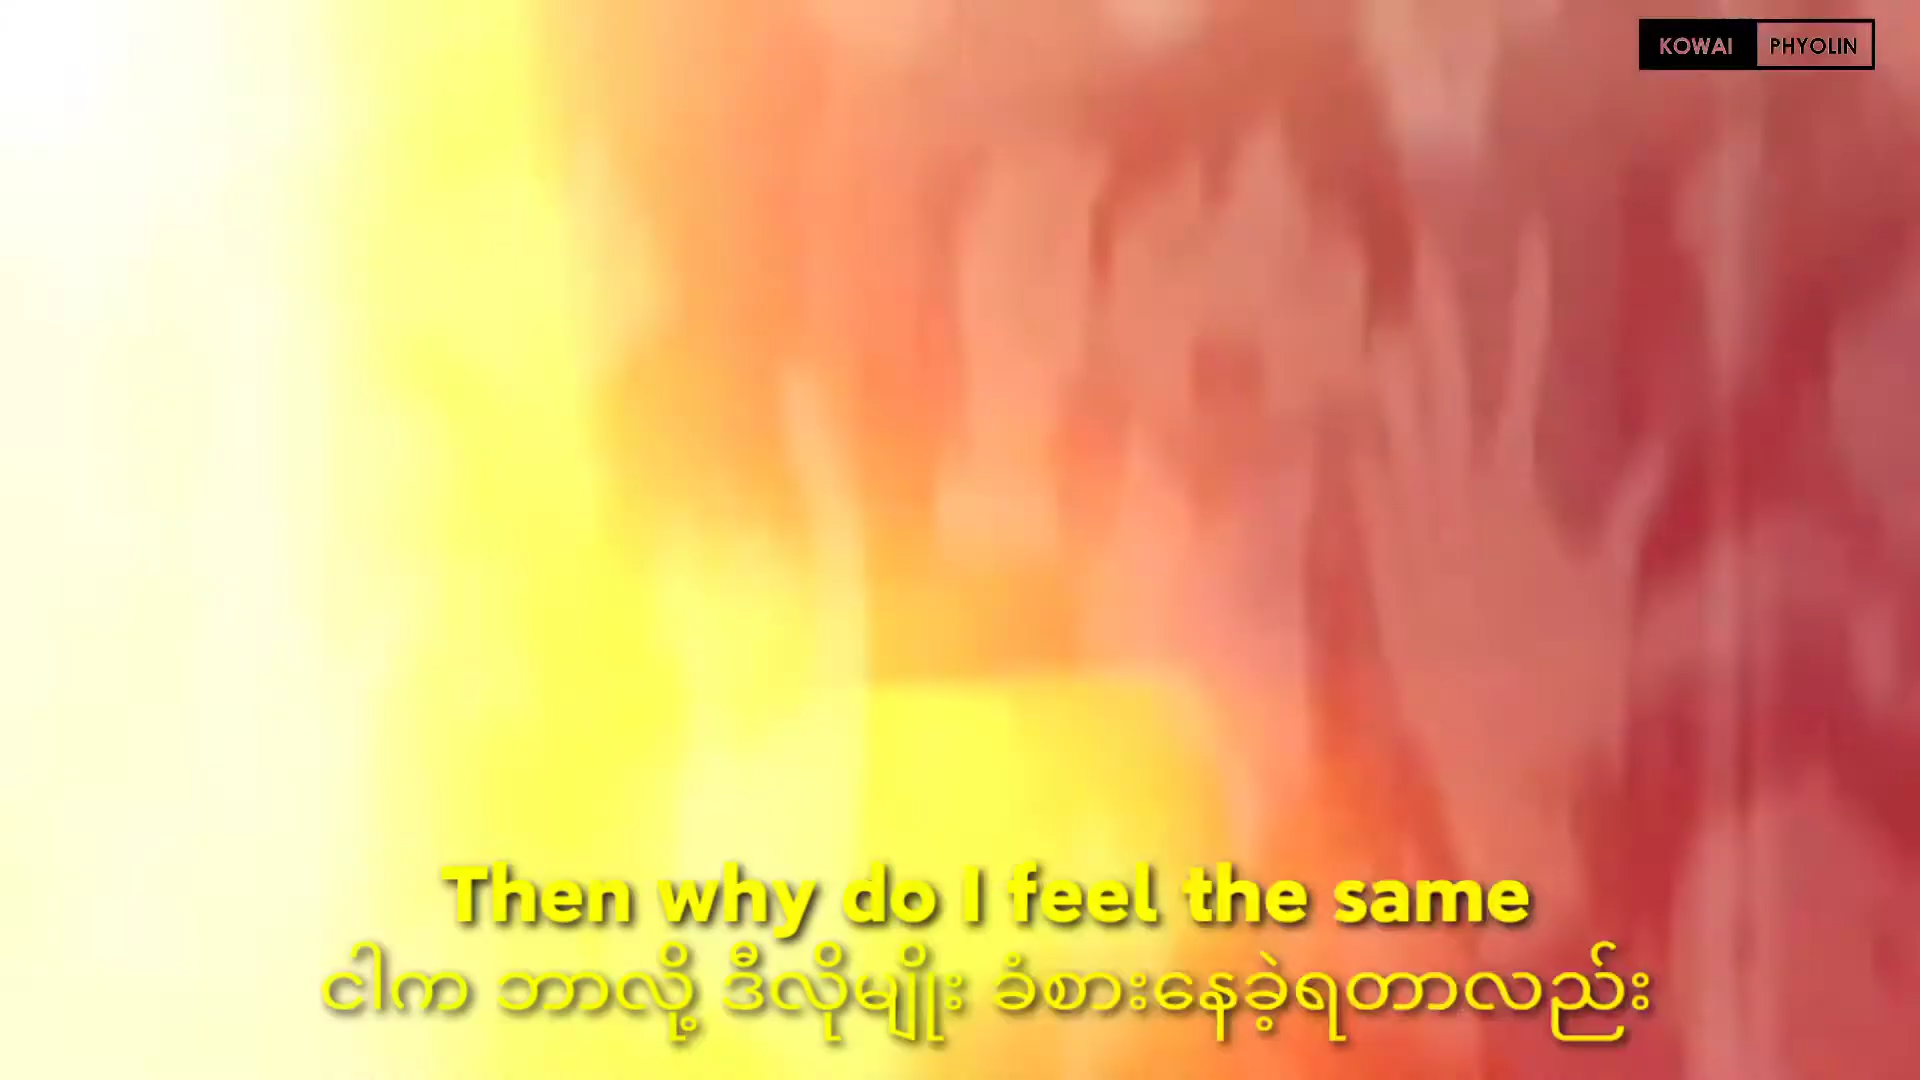 KOWAI PHYOLIN
Then why do I feel the same
ငါက ဘာလို့ ဒီလိုမျိုး ခံစားနေခဲ့ရတာလည်း